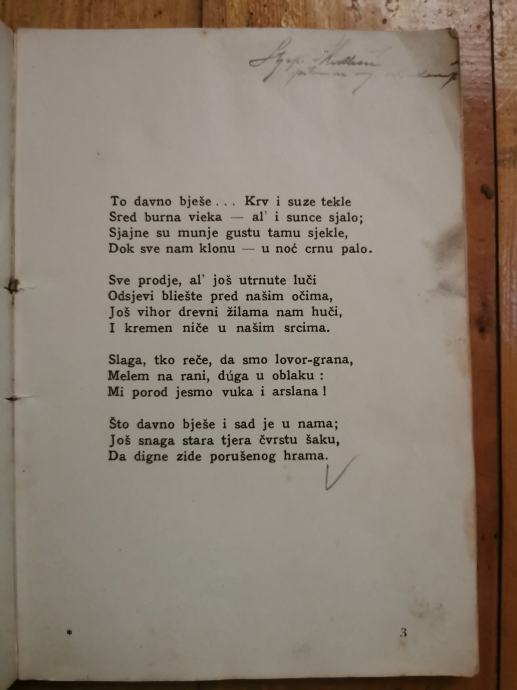 To davno bješe... Krv i suze tekle
Sred burna vieka — al' i sunce sjalo;
Sjajne su munje gustu tamu sjekle,
Dok sve nam klonu — u noć crnu palo.
Sve prodje, al' još utrnute luči
Odsjevi bliešte pred našim očima,
Još vihor drevni žilama nam huči,
I kremen niče u našim srcima.
Slaga, tko reče, da smo lovor-grana,
Melem na rani, dúga u oblaku :
Mi porod jesmo vuka i arslana !
Što davno bješe i sad je u nama;
Još snaga stara tjera čvrstu šaku,
Da digne zide porušenog hrama.
* 3